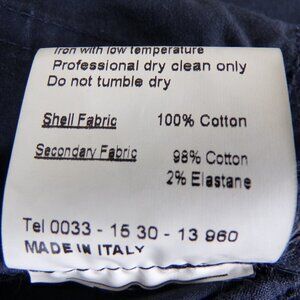 Iron with low temperature
Professional dry clean only
Do not tumble dry
Shell Fabric 100% Cotton
Secondary Fabric 98% Cotton
2% Elastane
Tel 0033 - 15 30 - 13 960
MADE IN ITALY